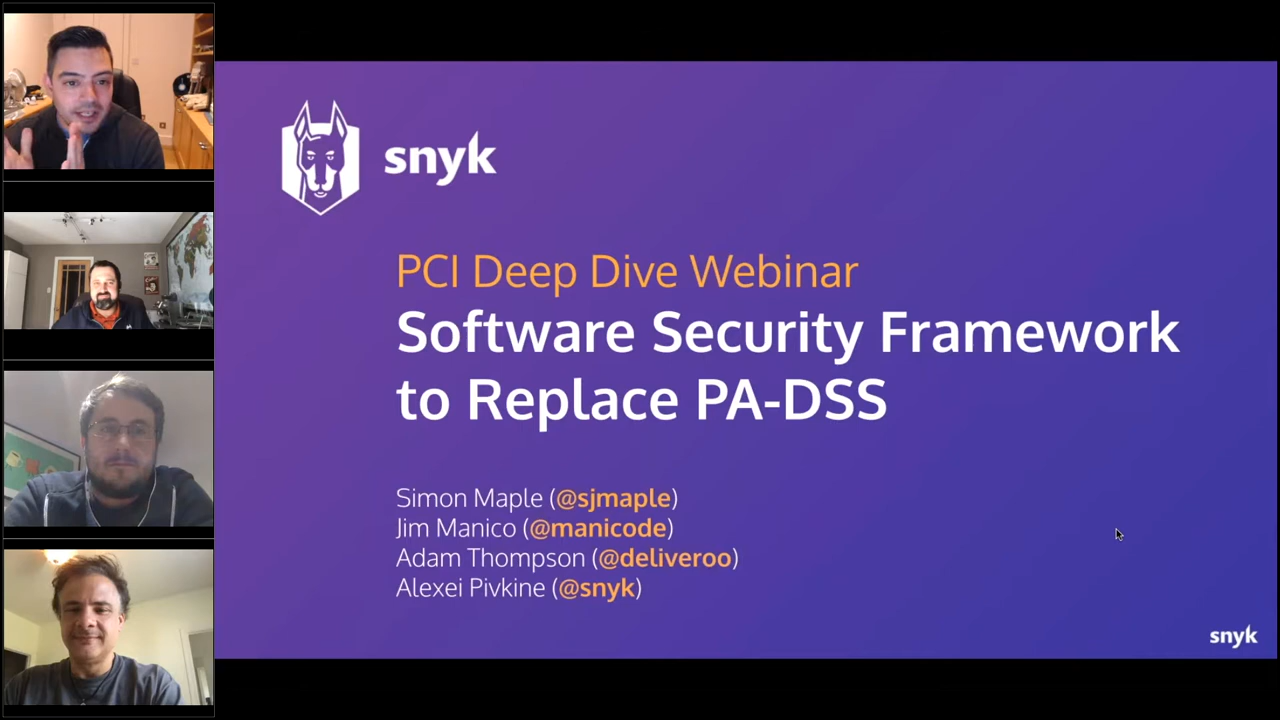 snyk
PCI Deep Dive Webinar
Software Security Framework
to Replace PA-DSS
Simon Maple (@sjmaple)
Jim Manico (@manicode)
Adam Thompson (@deliveroo)
Alexei Pivkine (@snyk)
snyk